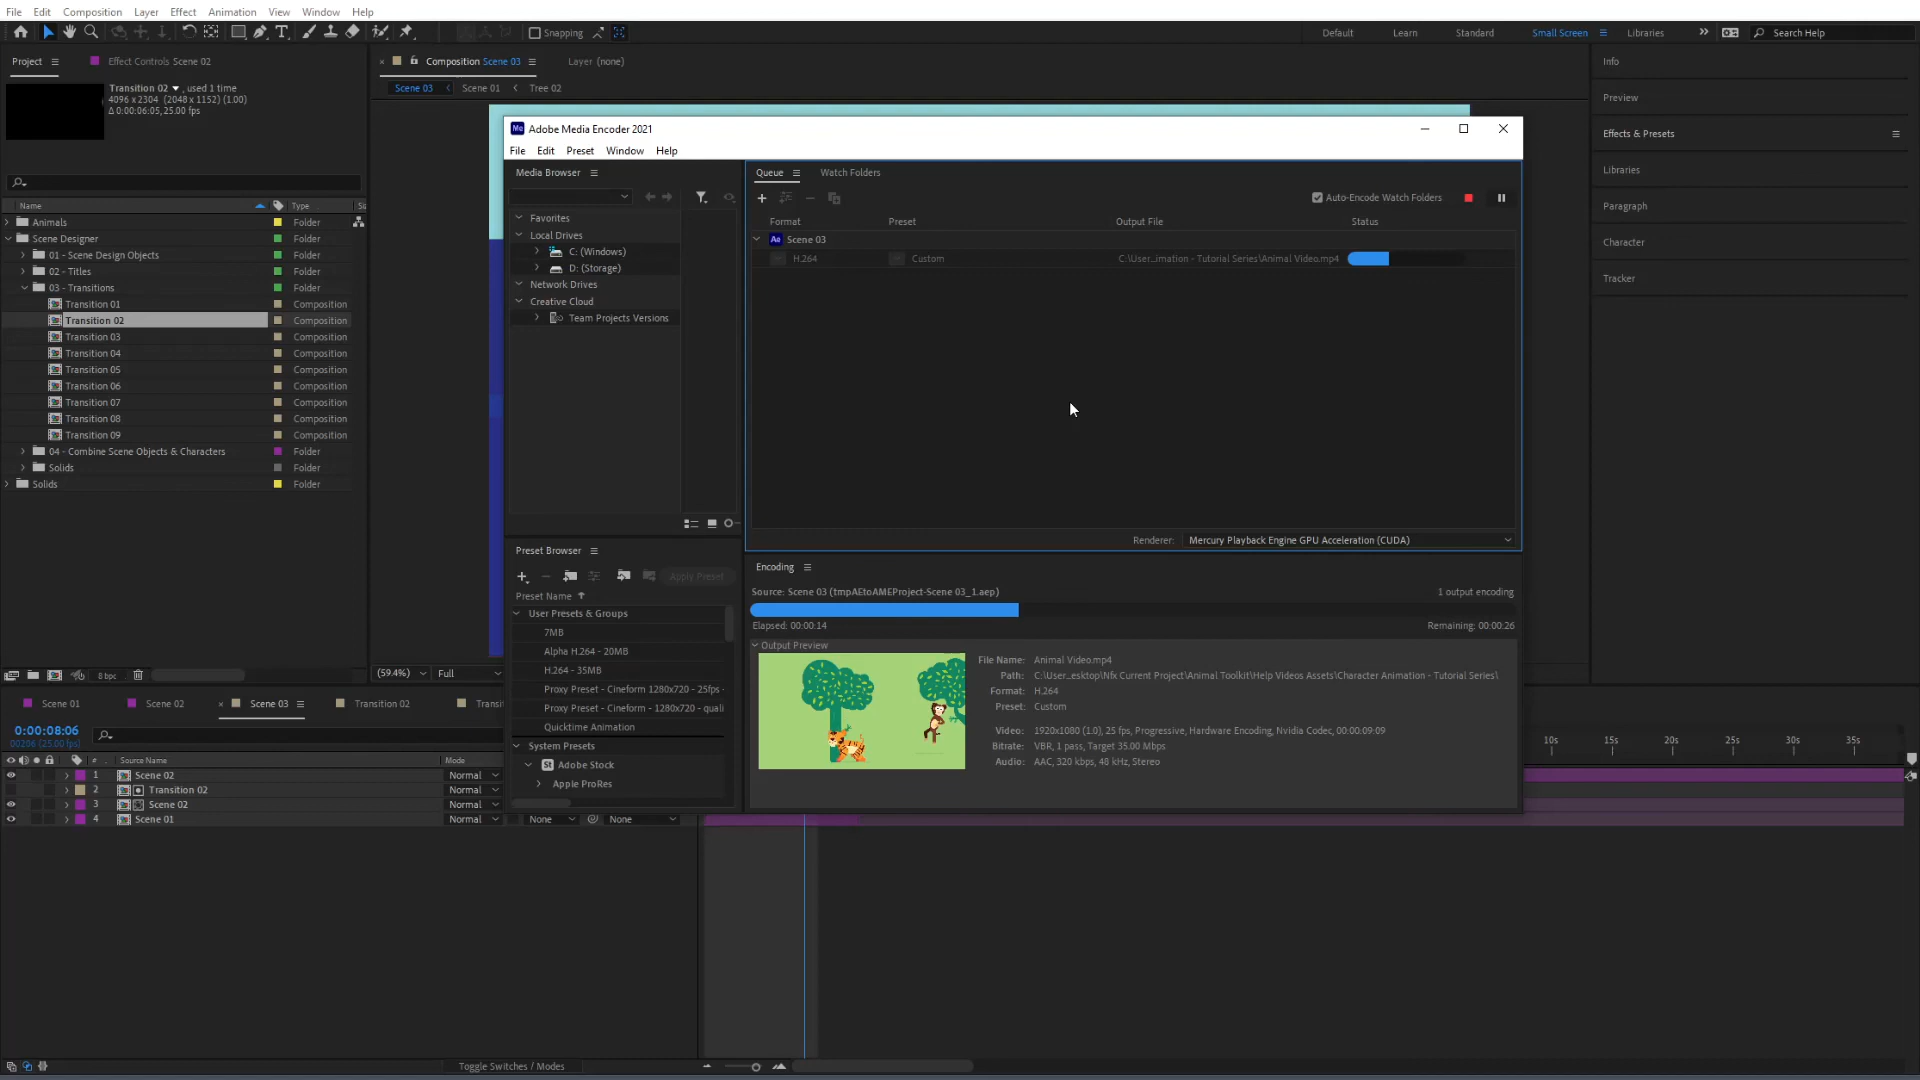 File Edit Composition Layer Effect Animation View Window Help
Snapping
Default Learn Standard Small Screen Libraries Search Help
Project Effect Controls Scene 02
Transition 02 , used 1 time
4096 x 2304 (2048 x 1152) (1.00)
Δ 0:00:06:05, 25.00 fps
Name Type
Animals Folder
Scene Designer Folder
01 - Scene Design Objects Folder
02 - Titles Folder
03 - Transitions Folder
Transition 01 Composition
Transition 02 Composition
Transition 03 Composition
Transition 04 Composition
Transition 05 Composition
Transition 06 Composition
Transition 07 Composition
Transition 08 Composition
Transition 09 Composition
04 - Combine Scene Objects & Characters Folder
Solids Folder
Solids Folder
8 bpc
Composition Scene 03 Layer (none)
Scene 03 Scene 01 Tree 02
(59.4%) Full
Adobe Media Encoder 2021
File Edit Preset Window Help
Media Browser
Favorites
Local Drives
C: (Windows)
D: (Storage)
Network Drives
Creative Cloud
Team Projects Versions
Queue Watch Folders
Auto-Encode Watch Folders
Format Preset Output File Status
Ae Scene 03
H.264 Custom C:\User_imation - Tutorial Series\Animal Video.mp4
Renderer: Mercury Playback Engine GPU Acceleration (CUDA)
Preset Browser
Apply Preset
Preset Name
User Presets & Groups
7MB
Alpha H.264 - 20MB
H.264 - 35MB
Proxy Preset - Cineform 1280x720 - 25fps -
Proxy Preset - Cineform 1280x720 - quali
Quicktime Animation
System Presets
St Adobe Stock
Apple ProRes
Encoding
Source: Scene 03 (tmpAEtoAMEProject-Scene 03_1.aep) 1 output encoding
Elapsed: 00:00:14 Remaining: 00:00:26
Output Preview
File Name: Animal Video.mp4
Path: C:\User_esktop\Nfx Current Project\Animal Toolkit\Help Videos Assets\Character Animation - Tutorial Series\
Format: H.264
Preset: Custom
Video: 1920x1080 (1.0), 25 fps, Progressive, Hardware Encoding, Nvidia Codec, 00:00:09:09
Bitrate: VBR, 1 pass, Target 35.00 Mbps
Audio: AAC, 320 kbps, 48 kHz, Stereo
Info
Preview
Effects & Presets
Libraries
Paragraph
Character
Tracker
Scene 01 Scene 02 Scene 03 Transition 02
0:00:08:06
00206 (25.00 fps)
# Source Name Mode
1 Scene 02 Normal
2 Transition 02 Normal
3 Scene 02 Normal
4 Scene 01 Normal None None
10s 15s 20s 25s 30s 35s
Toggle Switches / Modes